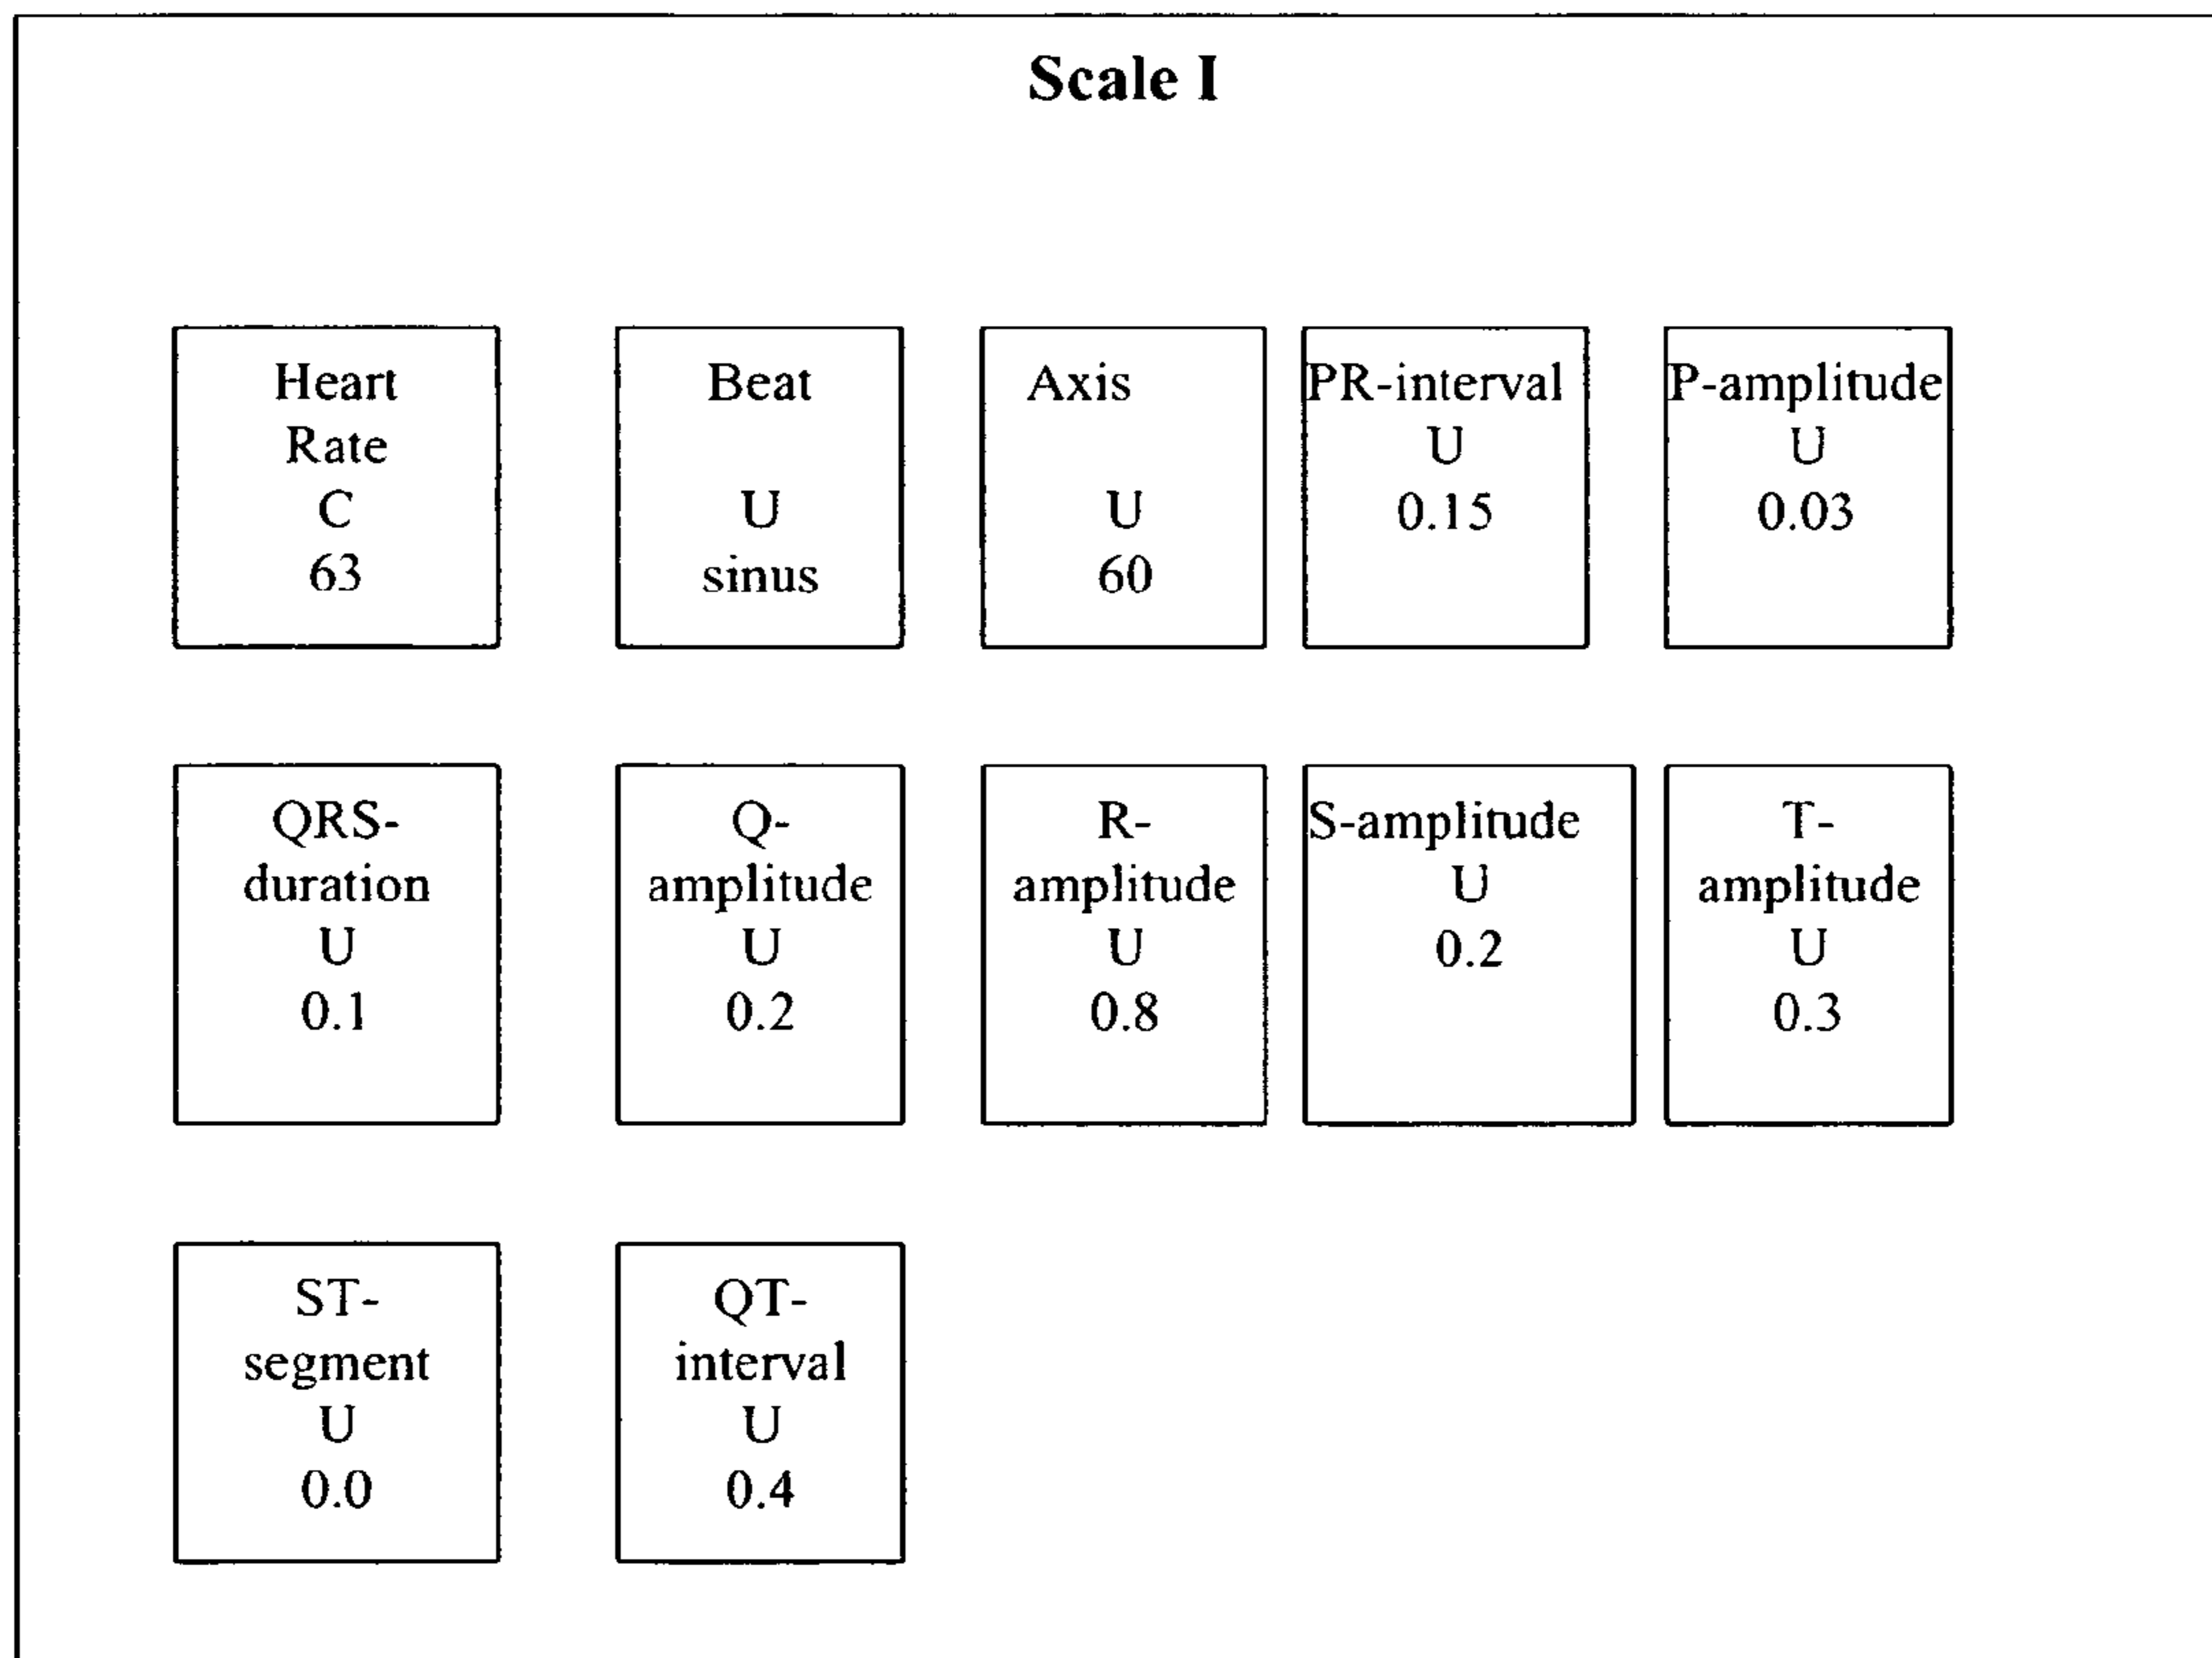 Scale I
Heart
Rate
C
63
Beat
U
sinus
Axis
U
60
PR-interval
U
0.15
P-amplitude
U
0.03
QRS-
duration
U
0.1
Q-
amplitude
U
0.2
R-
amplitude
U
0.8
S-amplitude
U
0.2
T-
amplitude
U
0.3
ST-
segment
U
0.0
QT-
interval
U
0.4